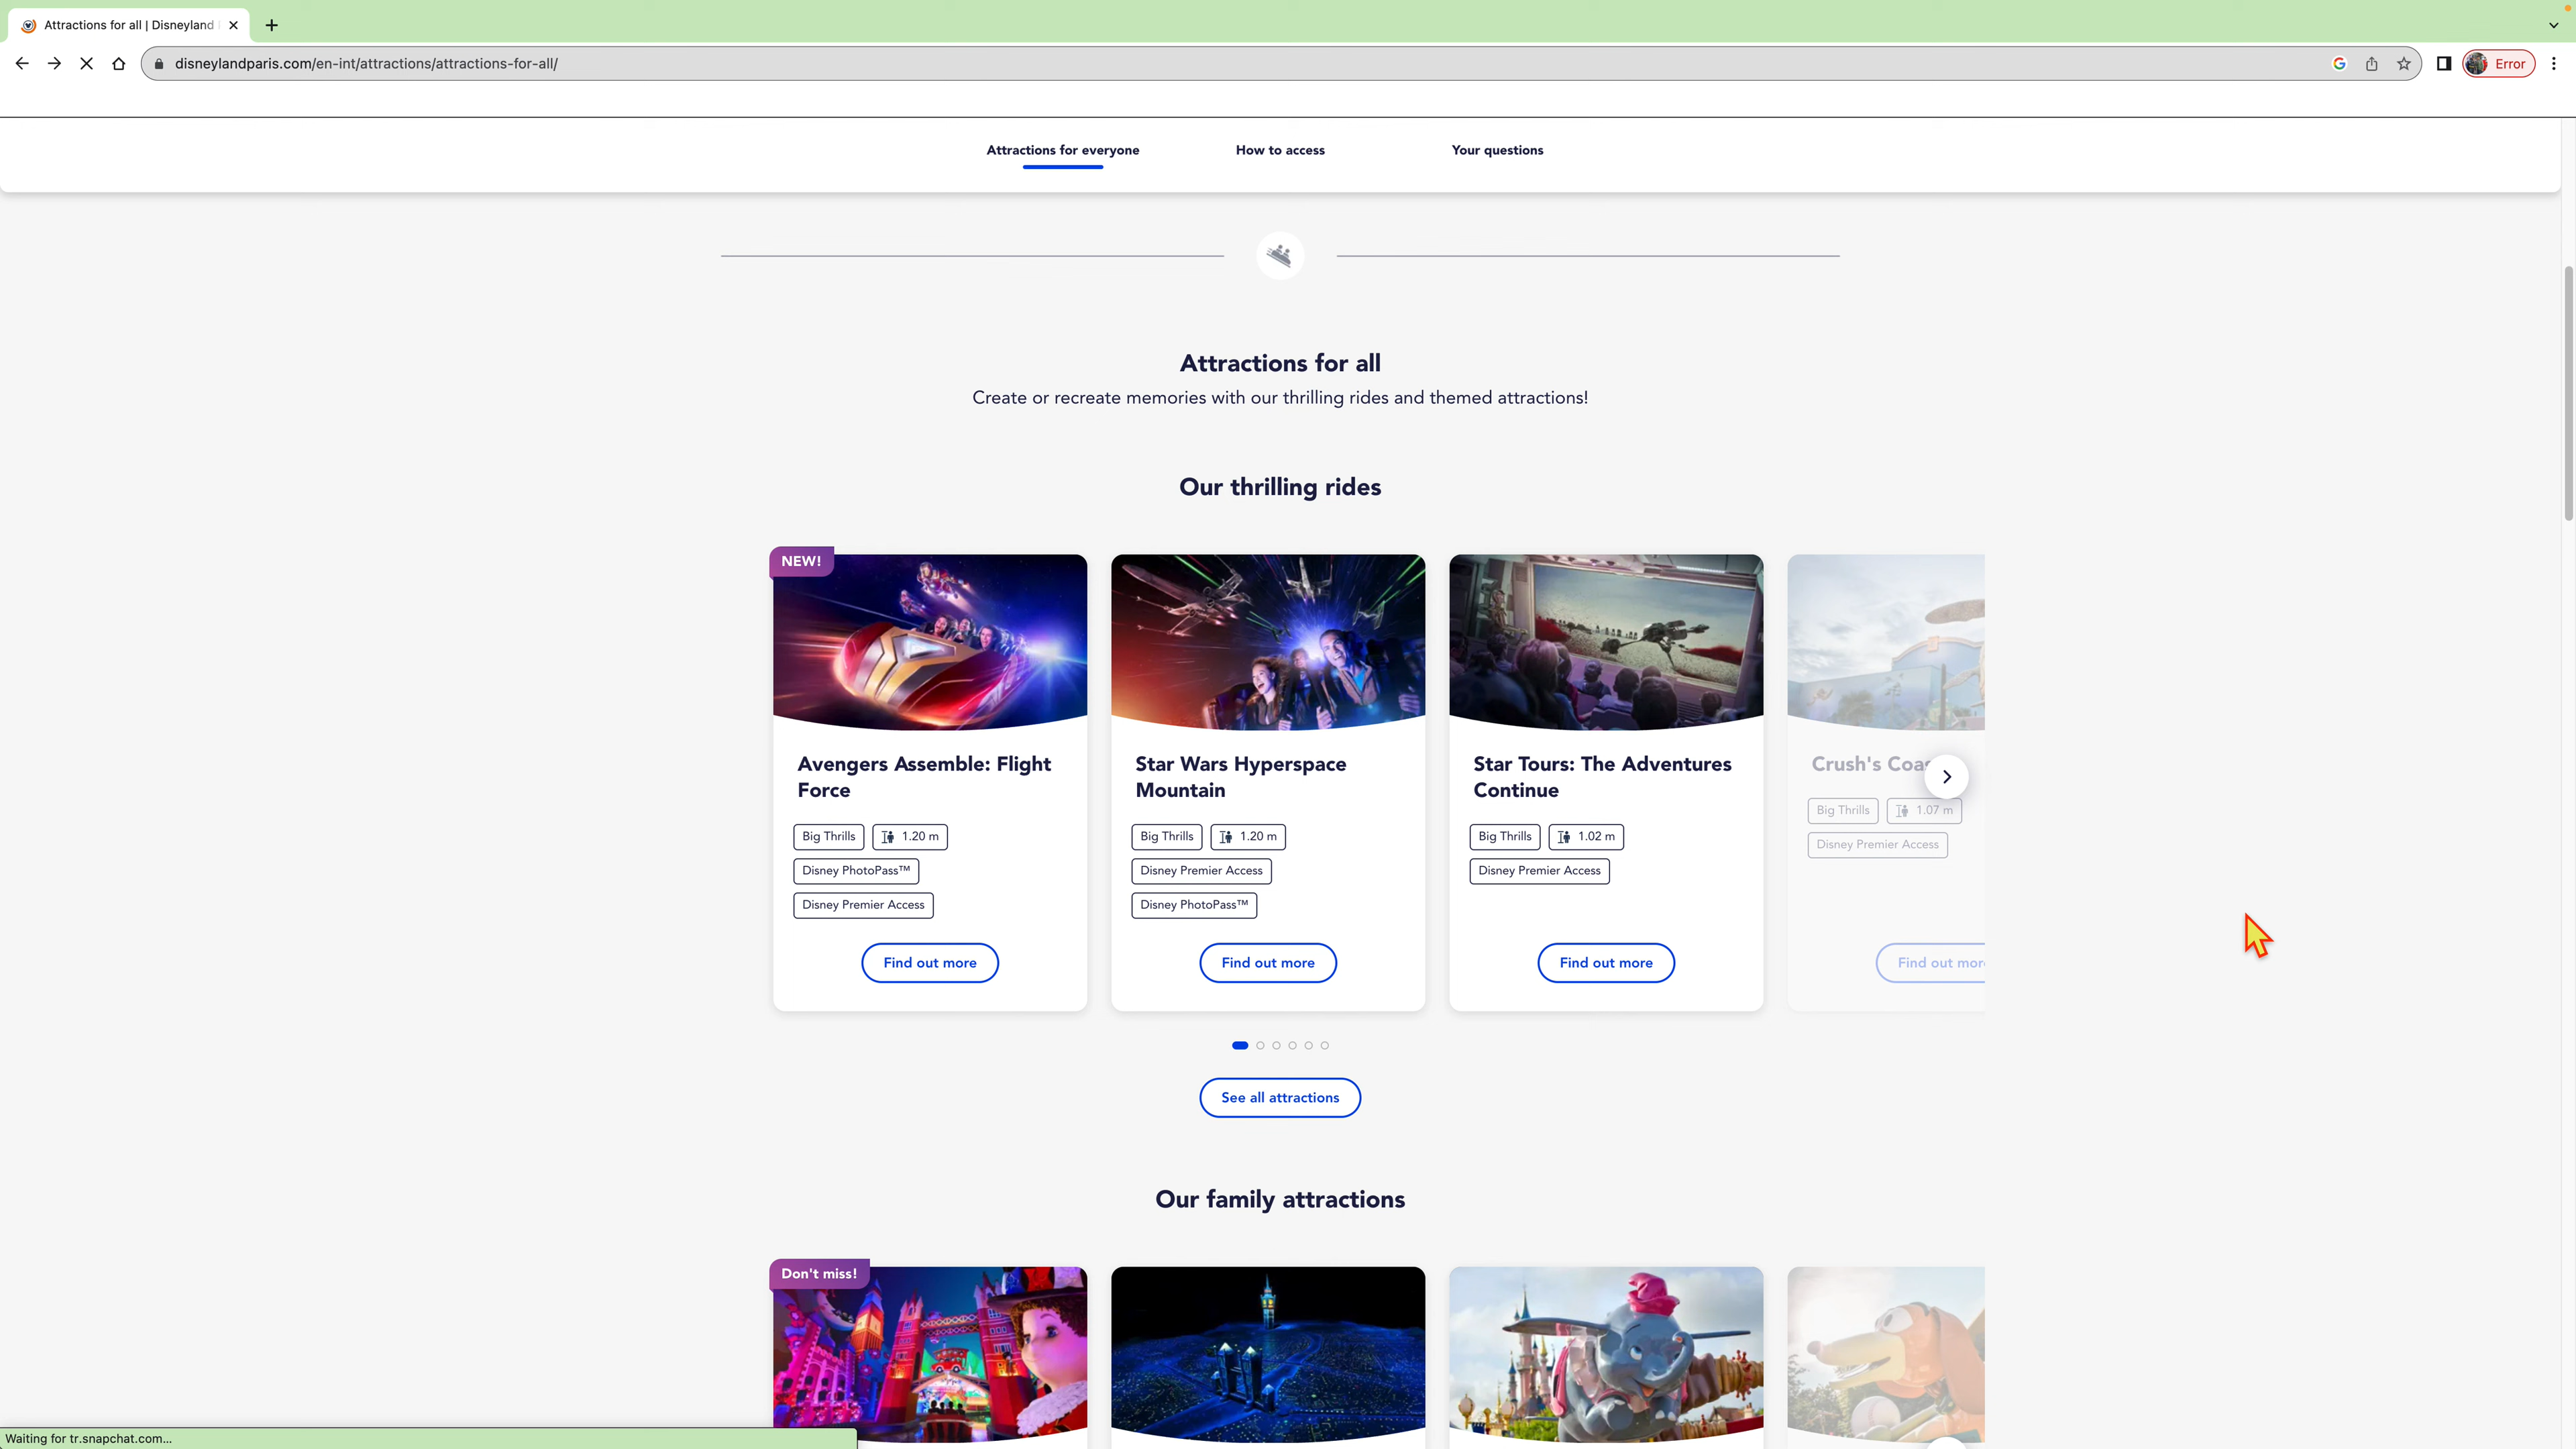 Attractions for all | Disneyland
disneylandparis.com/en-int/attractions/attractions-for-all/
Error
Attractions for everyone
How to access
Your questions
Attractions for all
Create or recreate memories with our thrilling rides and themed attractions!
Our thrilling rides
NEW!
Avengers Assemble: Flight
Force
Big Thrills
1.20 m
Disney PhotoPass™
Disney Premier Access
Find out more
Star Wars Hyperspace
Mountain
Big Thrills
1.20 m
Disney Premier Access
Disney PhotoPass™
Find out more
Star Tours: The Adventures
Continue
Big Thrills
1.02 m
Disney Premier Access
Find out more
Crush's Coas
Big Thrills
1.07 m
Disney Premier Access
Find out more
See all attractions
Our family attractions
Don't miss!
Waiting for tr.snapchat.com...